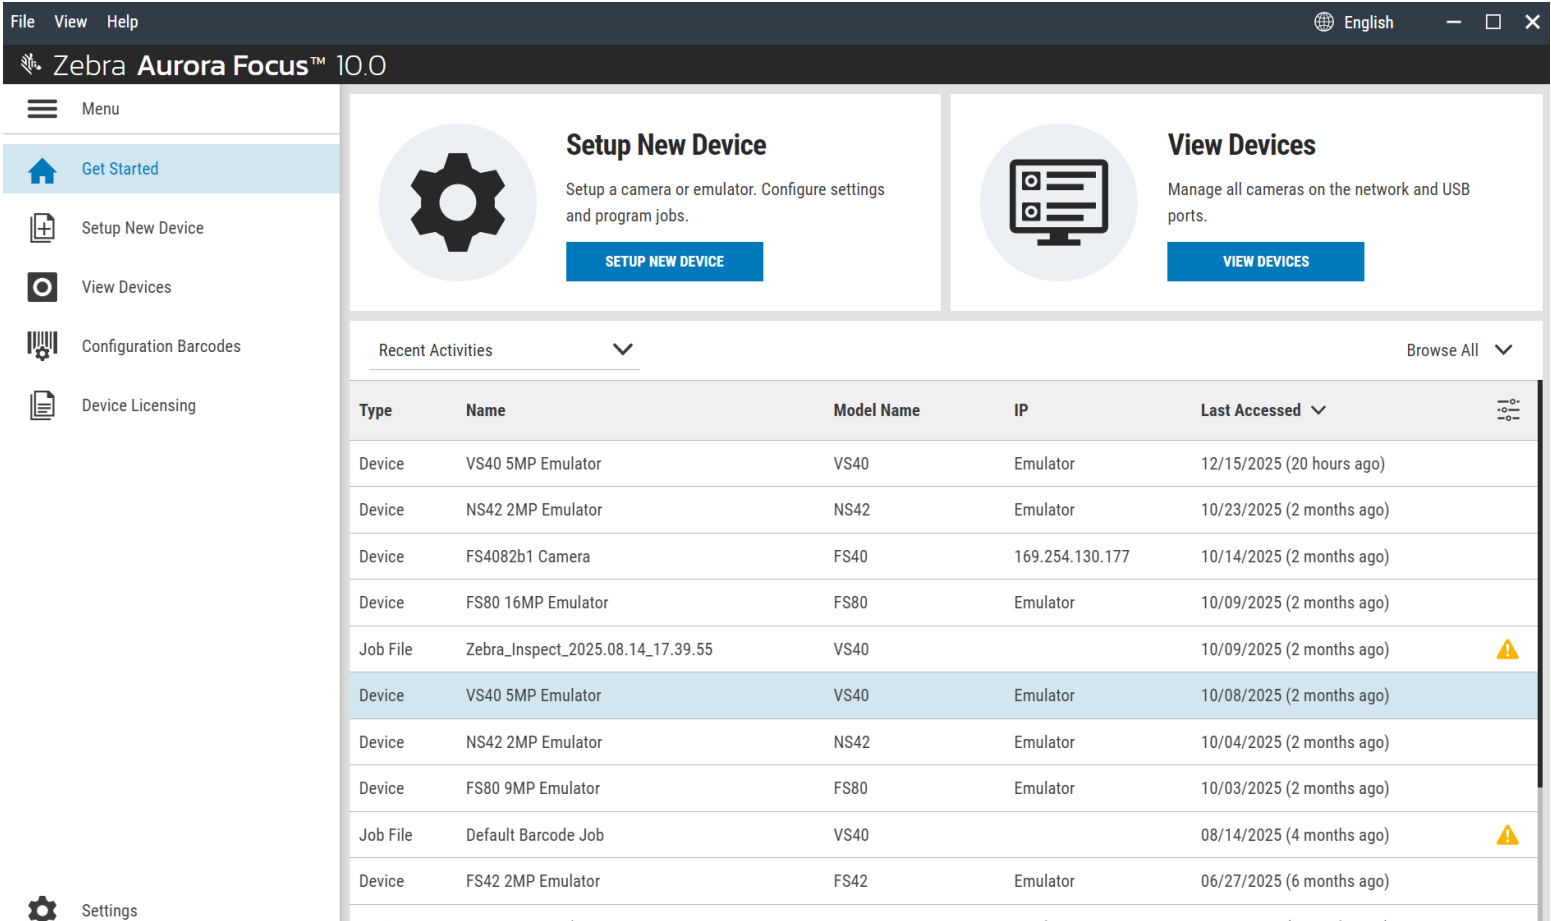 File View Help
English
Zebra Aurora Focus™ 10.0
Menu
Get Started
Setup New Device
View Devices
Configuration Barcodes
Device Licensing
Settings
Setup New Device
Setup a camera or emulator. Configure settings
and program jobs.
SETUP NEW DEVICE
View Devices
Manage all cameras on the network and USB
ports.
VIEW DEVICES
Recent Activities
Browse All
Type Name Model Name IP Last Accessed
Device VS40 5MP Emulator VS40 Emulator 12/15/2025 (20 hours ago)
Device NS42 2MP Emulator NS42 Emulator 10/23/2025 (2 months ago)
Device FS4082b1 Camera FS40 169.254.130.177 10/14/2025 (2 months ago)
Device FS80 16MP Emulator FS80 Emulator 10/09/2025 (2 months ago)
Job File Zebra_Inspect_2025.08.14_17.39.55 VS40 10/09/2025 (2 months ago)
Device VS40 5MP Emulator VS40 Emulator 10/08/2025 (2 months ago)
Device NS42 2MP Emulator NS42 Emulator 10/04/2025 (2 months ago)
Device FS80 9MP Emulator FS80 Emulator 10/03/2025 (2 months ago)
Job File Default Barcode Job VS40 08/14/2025 (4 months ago)
Device FS42 2MP Emulator FS42 Emulator 06/27/2025 (6 months ago)